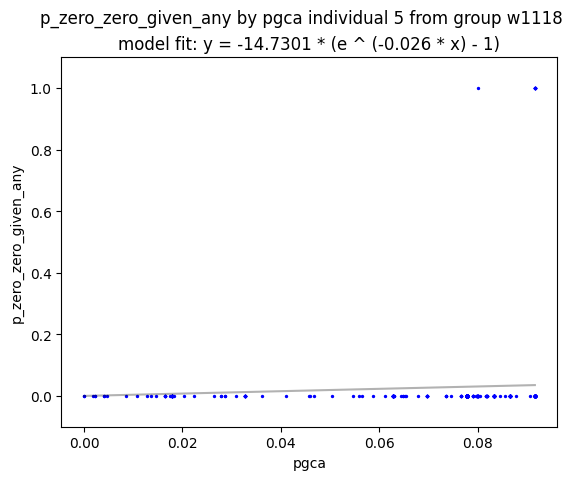 p_zero_zero_given_any by pgca individual 5 from group w1118
model fit: y = -14.7301 * (e ^ (-0.026 * x) - 1)
1.0
0.8
0.6
0.4
0.2
0.0
p_zero_zero_given_any
0.00
0.02
0.04
0.06
0.08
pgca